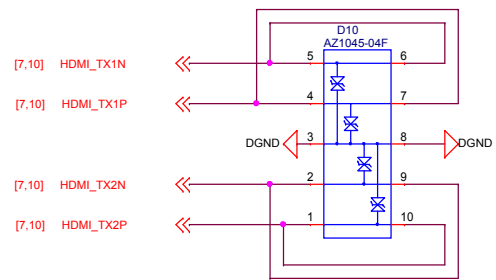 D10
AZ1045-04F
[7,10] HDMI_TX1N 5 6
[7,10] HDMI_TX1P 4 7
DGND 3 8 DGND
[7,10] HDMI_TX2N 2 9
[7,10] HDMI_TX2P 1 10